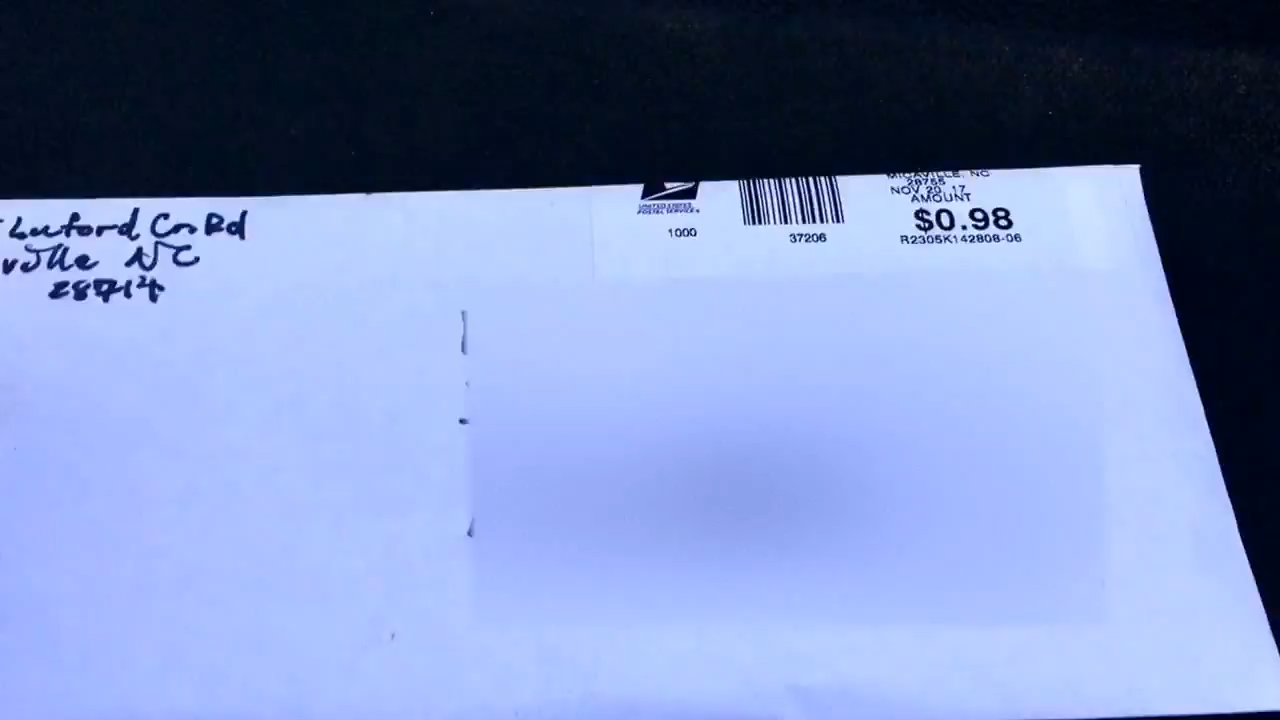 Luford Cn Rd
ville NC
28714
UNITED STATES
POSTAL SERVICE
1000
37206
MICAVILLE, NC
28755
NOV 20, 17
AMOUNT
$0.98
R2305K142808-06